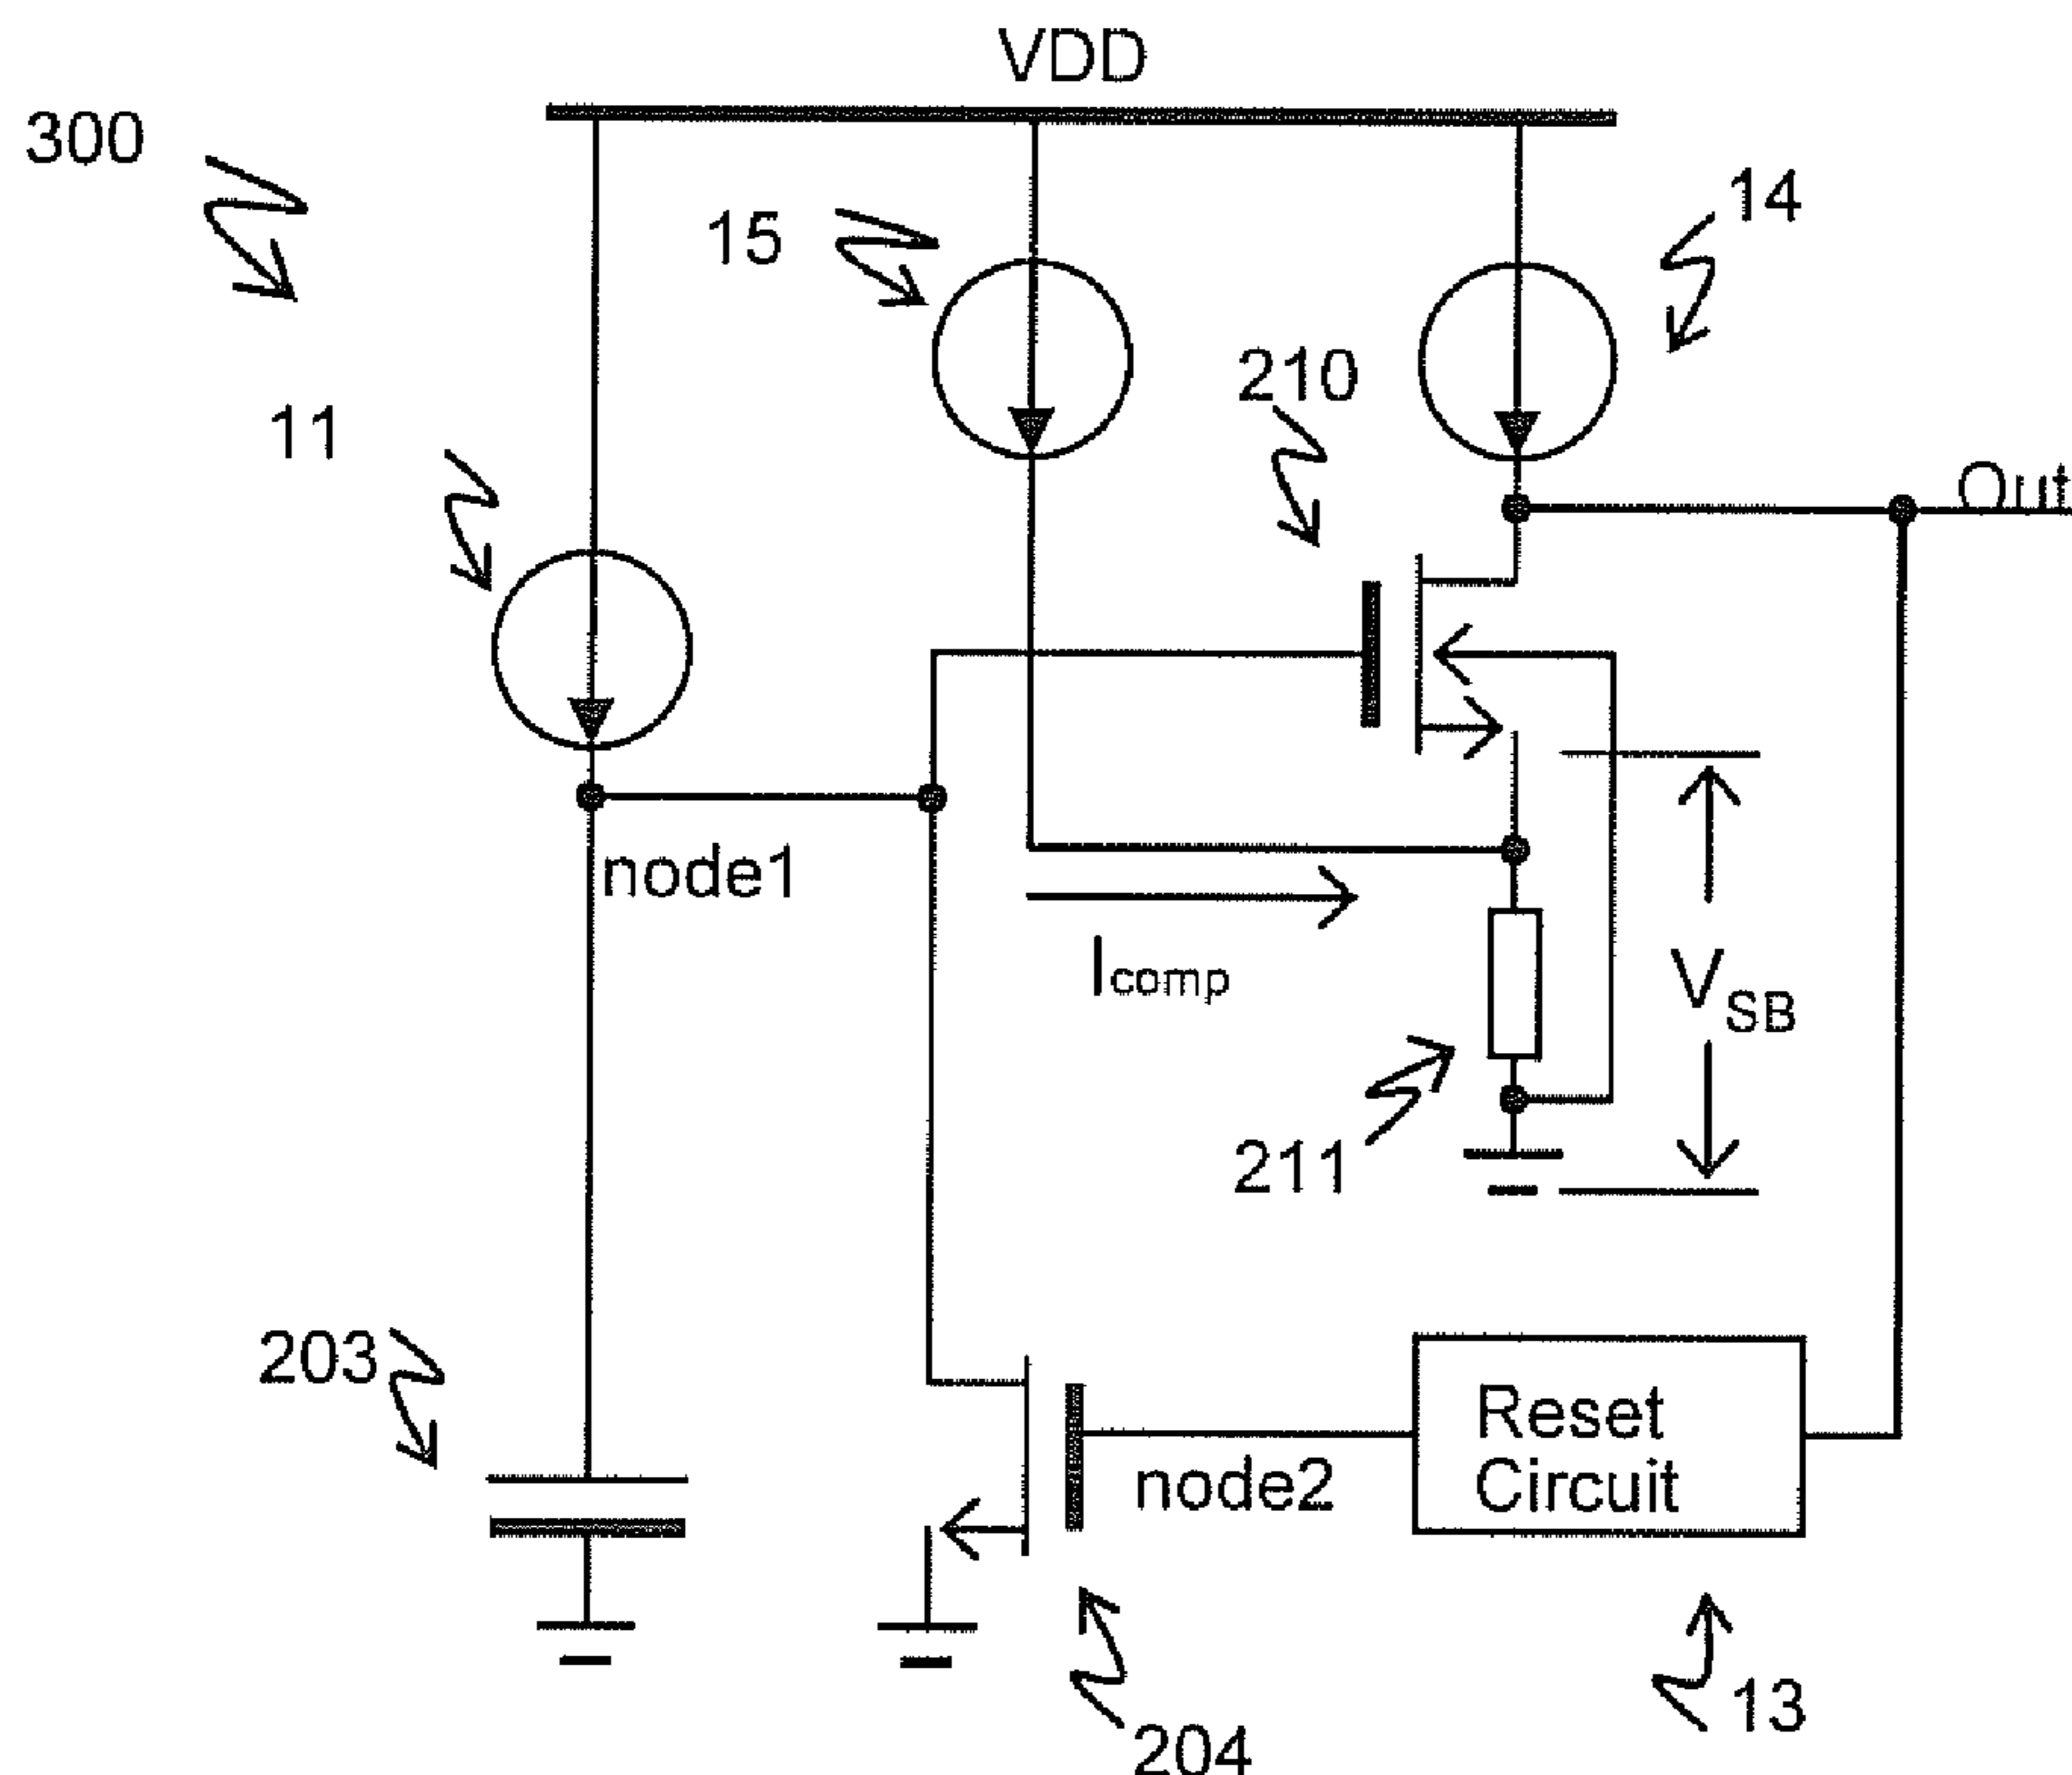 VDD
300
14
15
210
11
Out
node1
Icomp
VSB
211
203
Reset
Circuit
node2
13
204